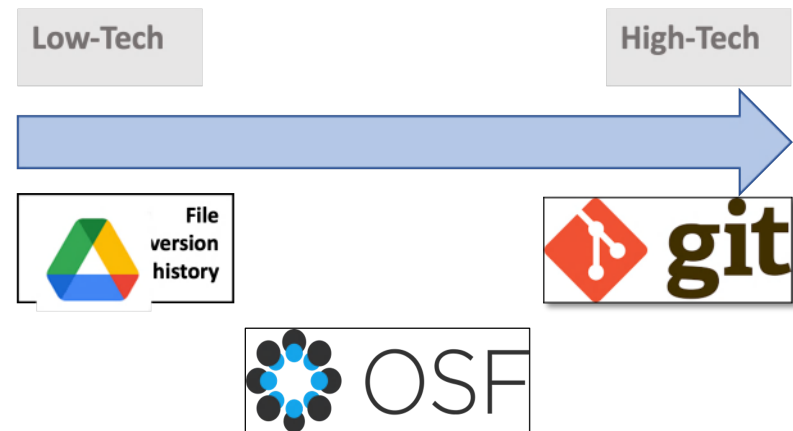 Low-Tech
High-Tech
File
version
history
git
OSF